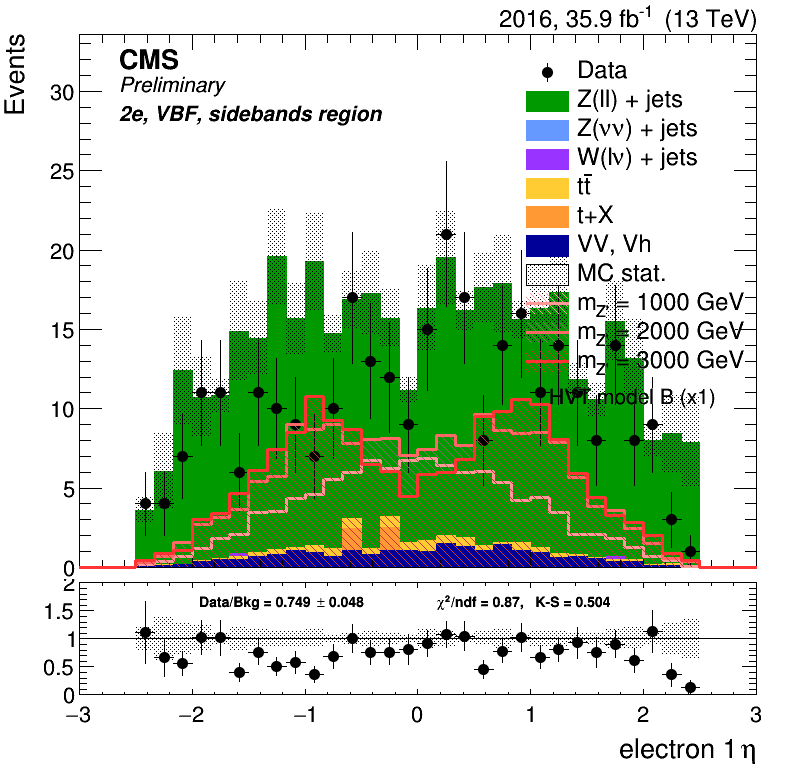 2016, 35.9 fb⁻¹ (13 TeV)
Events
CMS
Preliminary
2e, VBF, sidebands region
Data
Z(ll) + jets
Z(νν) + jets
W(lν) + jets
tt̄
t+X
VV, Vh
MC stat.
m_Z' = 1000 GeV
m_Z' = 2000 GeV
m_Z' = 3000 GeV
HVT model B (x1)
30
25
20
15
10
5
0
Data/Bkg = 0.749 ± 0.048
χ²/ndf = 0.87, K-S = 0.504
2
1.5
1
0.5
0
−3 −2 −1 0 1 2 3
electron 1 η